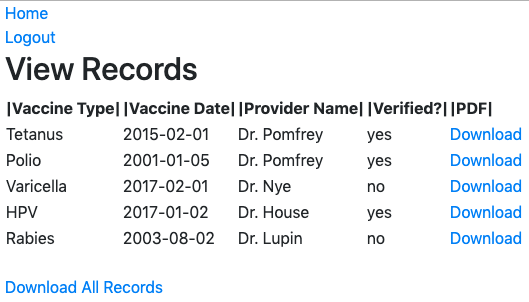 Home
Logout
View Records
|Vaccine Type| |Vaccine Date| |Provider Name| |Verified?| |PDF|
Tetanus 2015-02-01 Dr. Pomfrey yes Download
Polio 2001-01-05 Dr. Pomfrey yes Download
Varicella 2017-02-01 Dr. Nye no Download
HPV 2017-01-02 Dr. House yes Download
Rabies 2003-08-02 Dr. Lupin no Download
Download All Records